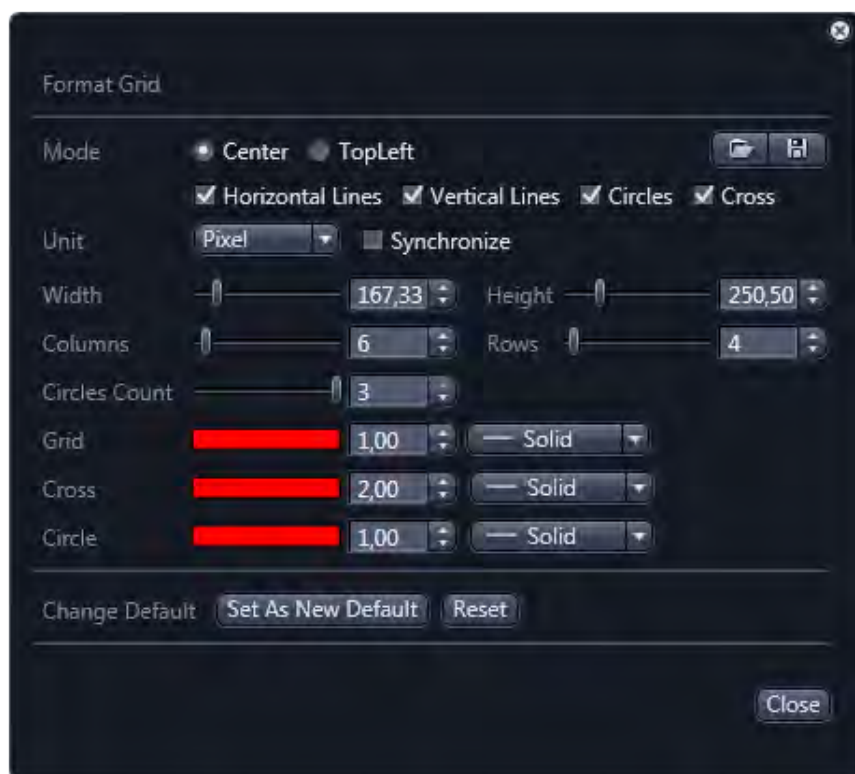 Format Grid
Mode Center TopLeft
Horizontal Lines Vertical Lines Circles Cross
Unit Pixel Synchronize
Width 167,33 Height 250,50
Columns 6 Rows 4
Circles Count 3
Grid 1,00 Solid
Cross 2,00 Solid
Circle 1,00 Solid
Change Default Set As New Default Reset
Close